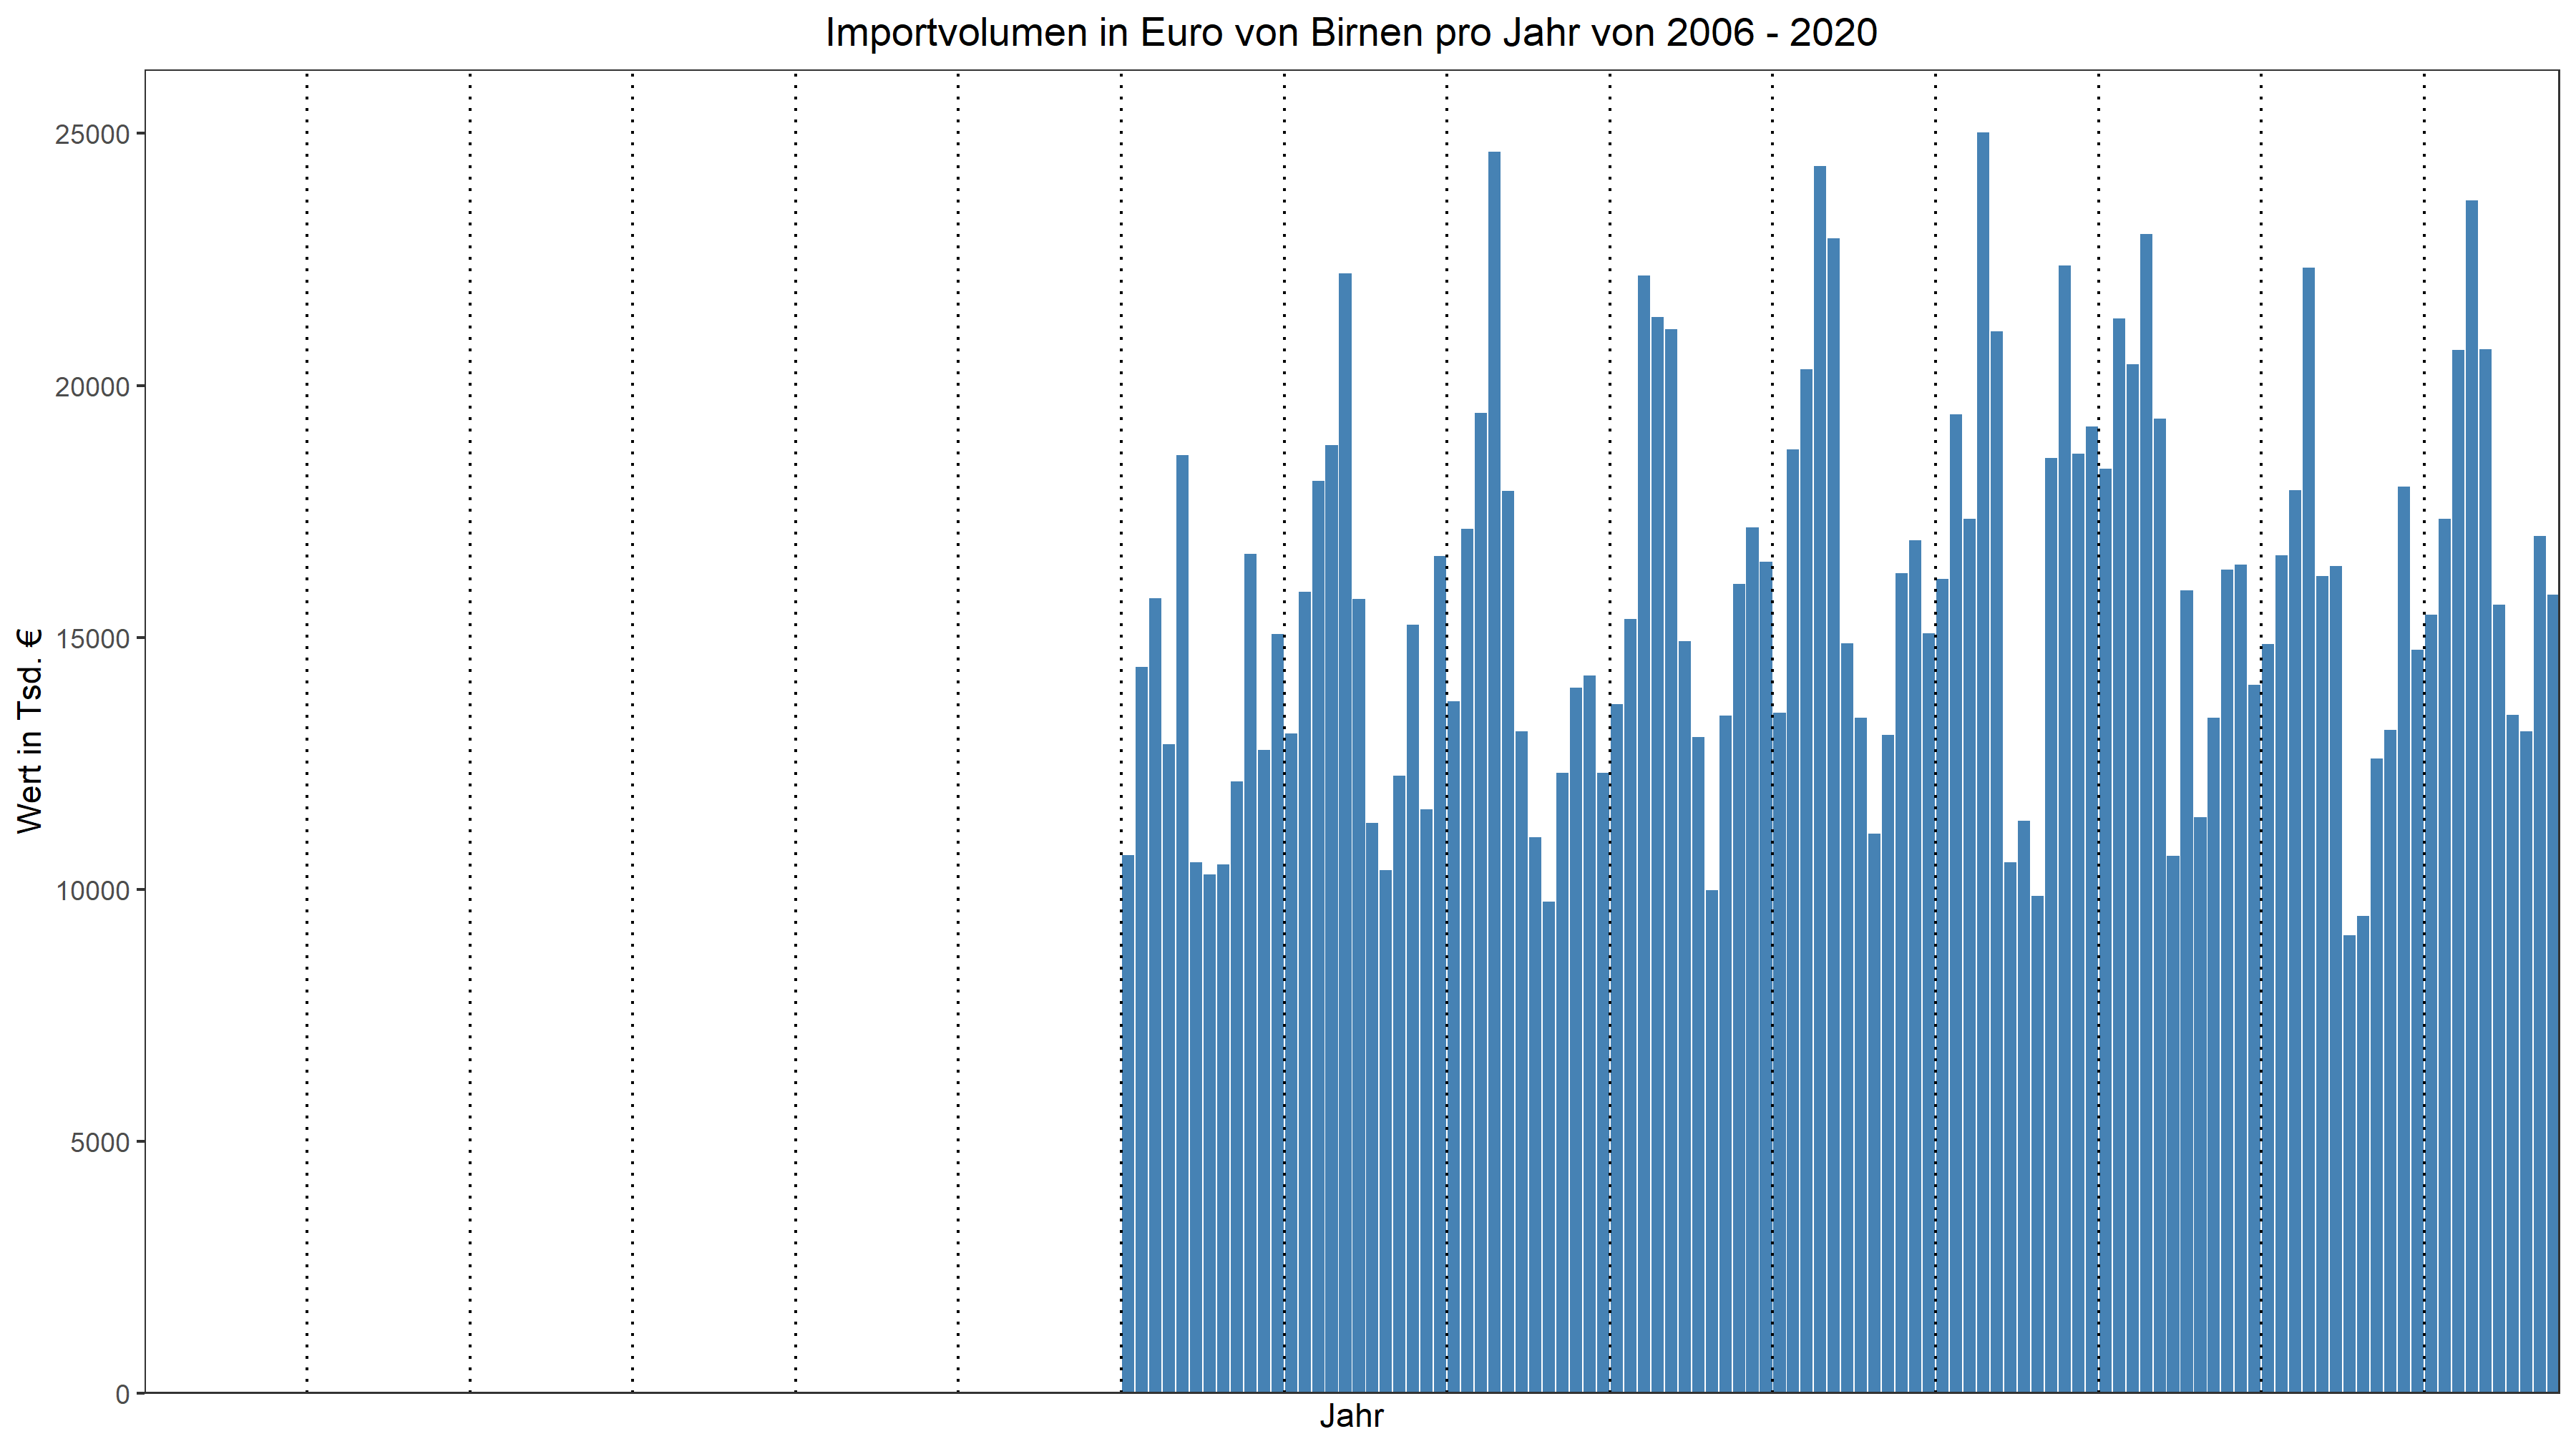 Importvolumen in Euro von Birnen pro Jahr von 2006 - 2020
25000
20000
15000
10000
5000
0
Wert in Tsd. €
Jahr